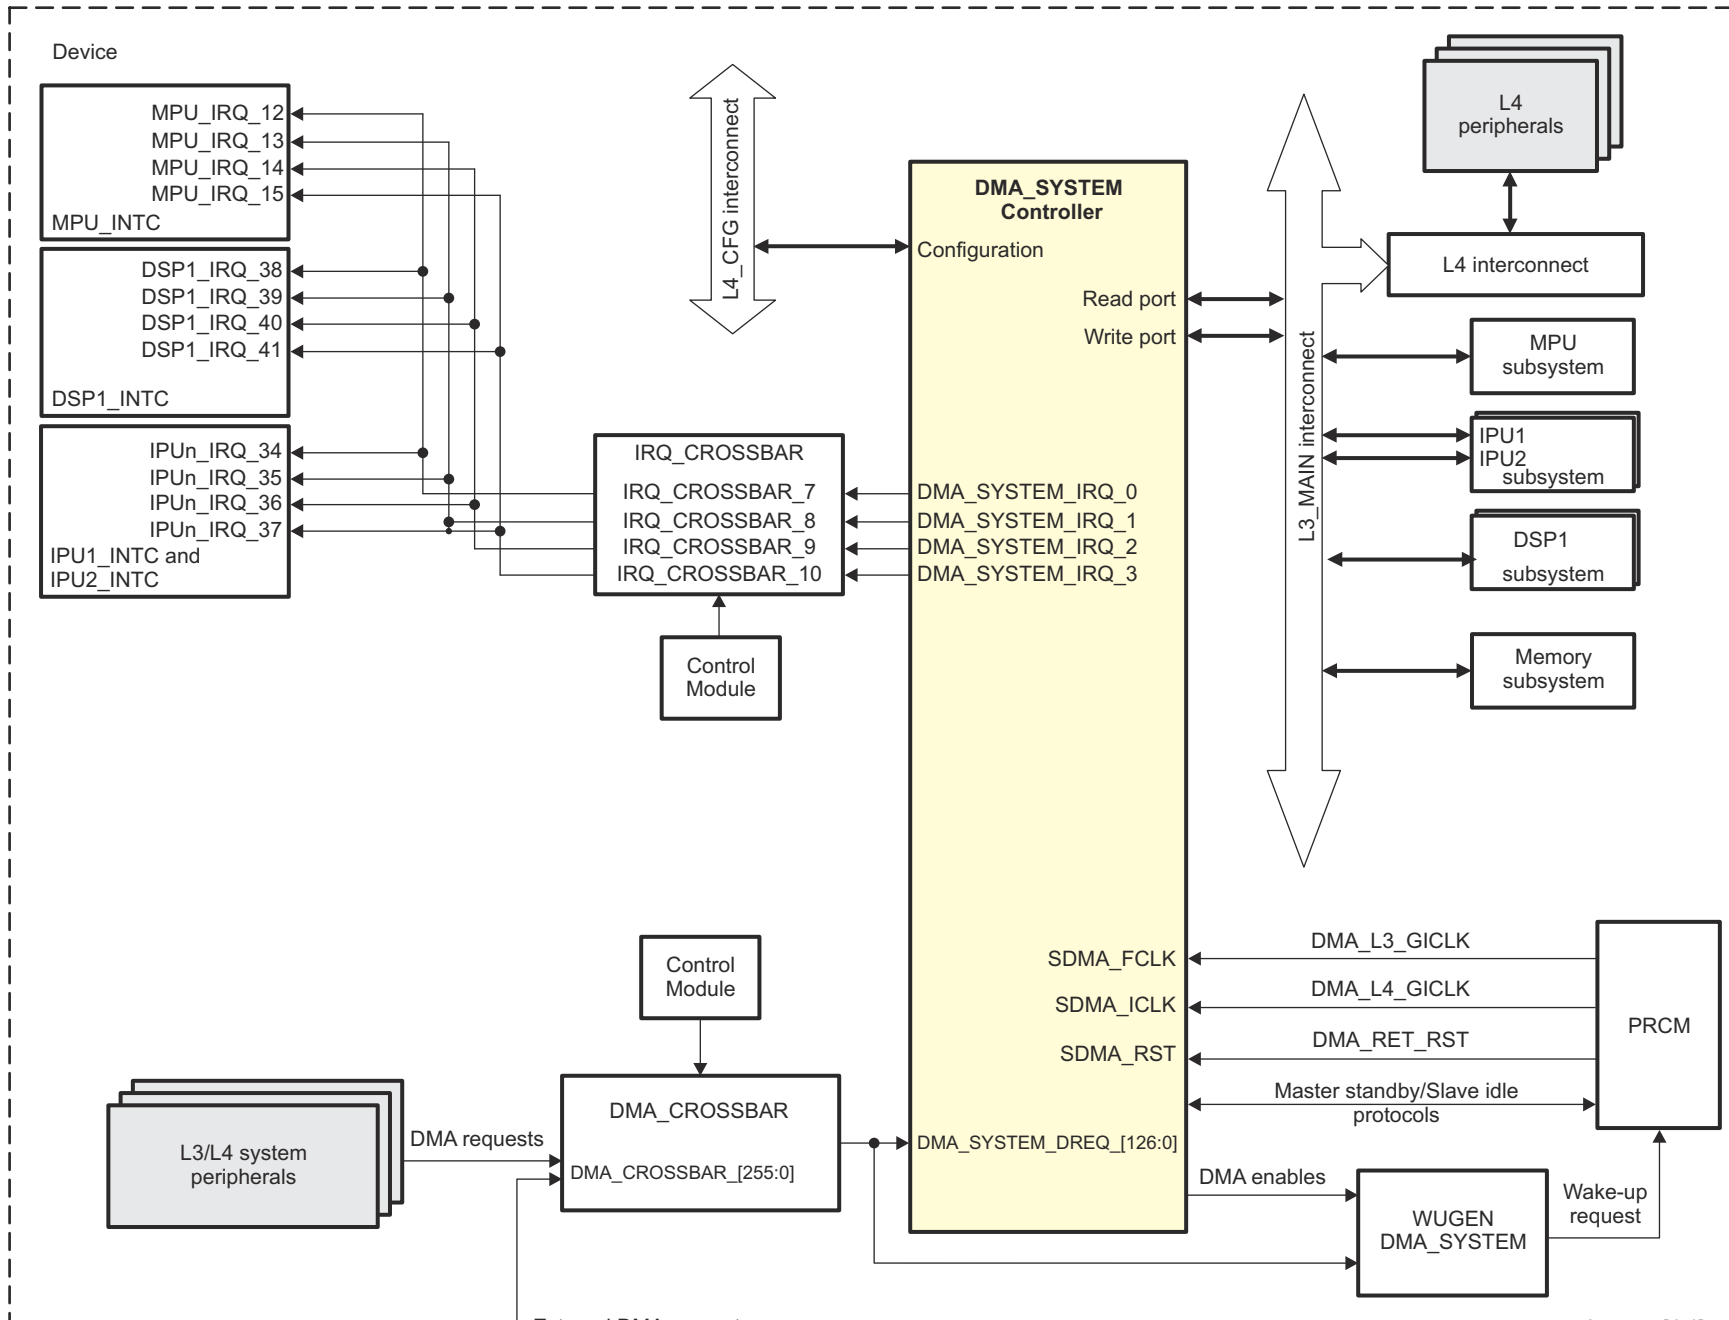 Device
MPU_IRQ_12
MPU_IRQ_13
MPU_IRQ_14
MPU_IRQ_15
MPU_INTC
DSP1_IRQ_38
DSP1_IRQ_39
DSP1_IRQ_40
DSP1_IRQ_41
DSP1_INTC
IPUn_IRQ_34
IPUn_IRQ_35
IPUn_IRQ_36
IPUn_IRQ_37
IPU1_INTC and
IPU2_INTC
L4_CFG interconnect
IRQ_CROSSBAR
IRQ_CROSSBAR_7
IRQ_CROSSBAR_8
IRQ_CROSSBAR_9
IRQ_CROSSBAR_10
Control
Module
DMA_SYSTEM
Controller
Configuration
Read port
Write port
DMA_SYSTEM_IRQ_0
DMA_SYSTEM_IRQ_1
DMA_SYSTEM_IRQ_2
DMA_SYSTEM_IRQ_3
L3_MAIN interconnect
L4
peripherals
L4 interconnect
MPU
subsystem
IPU1
IPU2
subsystem
DSP1
subsystem
Memory
subsystem
SDMA_FCLK
SDMA_ICLK
SDMA_RST
DMA_L3_GICLK
DMA_L4_GICLK
DMA_RET_RST
Master standby/Slave idle
protocols
PRCM
Control
Module
L3/L4 system
peripherals
DMA requests
DMA_CROSSBAR
DMA_CROSSBAR_[255:0]
DMA_SYSTEM_DREQ_[126:0]
DMA enables
WUGEN
DMA_SYSTEM
Wake-up
request